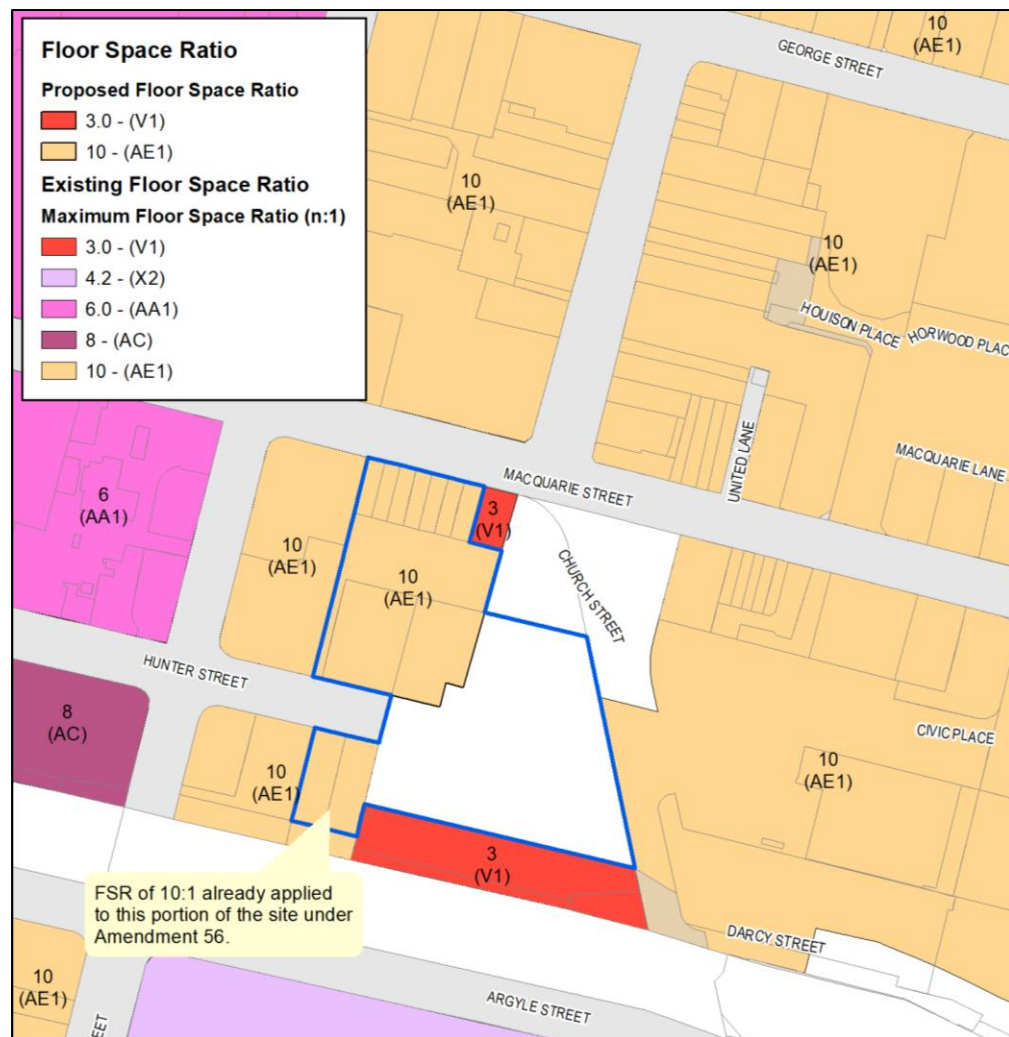 Floor Space Ratio
Proposed Floor Space Ratio
3.0 - (V1)
10 - (AE1)
Existing Floor Space Ratio
Maximum Floor Space Ratio (n:1)
3.0 - (V1)
4.2 - (X2)
6.0 - (AA1)
8 - (AC)
10 - (AE1)
10
(AE1)
GEORGE STREET
10
(AE1)
10
(AE1)
HOUISON PLACE
HORWOOD PLAC
UNITED LANE
MACQUARIE LANE
MACQUARIE STREET
6
(AA1)
3
(V1)
10
(AE1)
10
(AE1)
CHURCH STREET
HUNTER STREET
8
(AC)
CIVIC PLACE
10
(AE1)
10
(AE1)
3
(V1)
FSR of 10:1 already applied
to this portion of the site under
Amendment 56.
DARCY STREET
10
(AE1)
ARGYLE STREET
EET